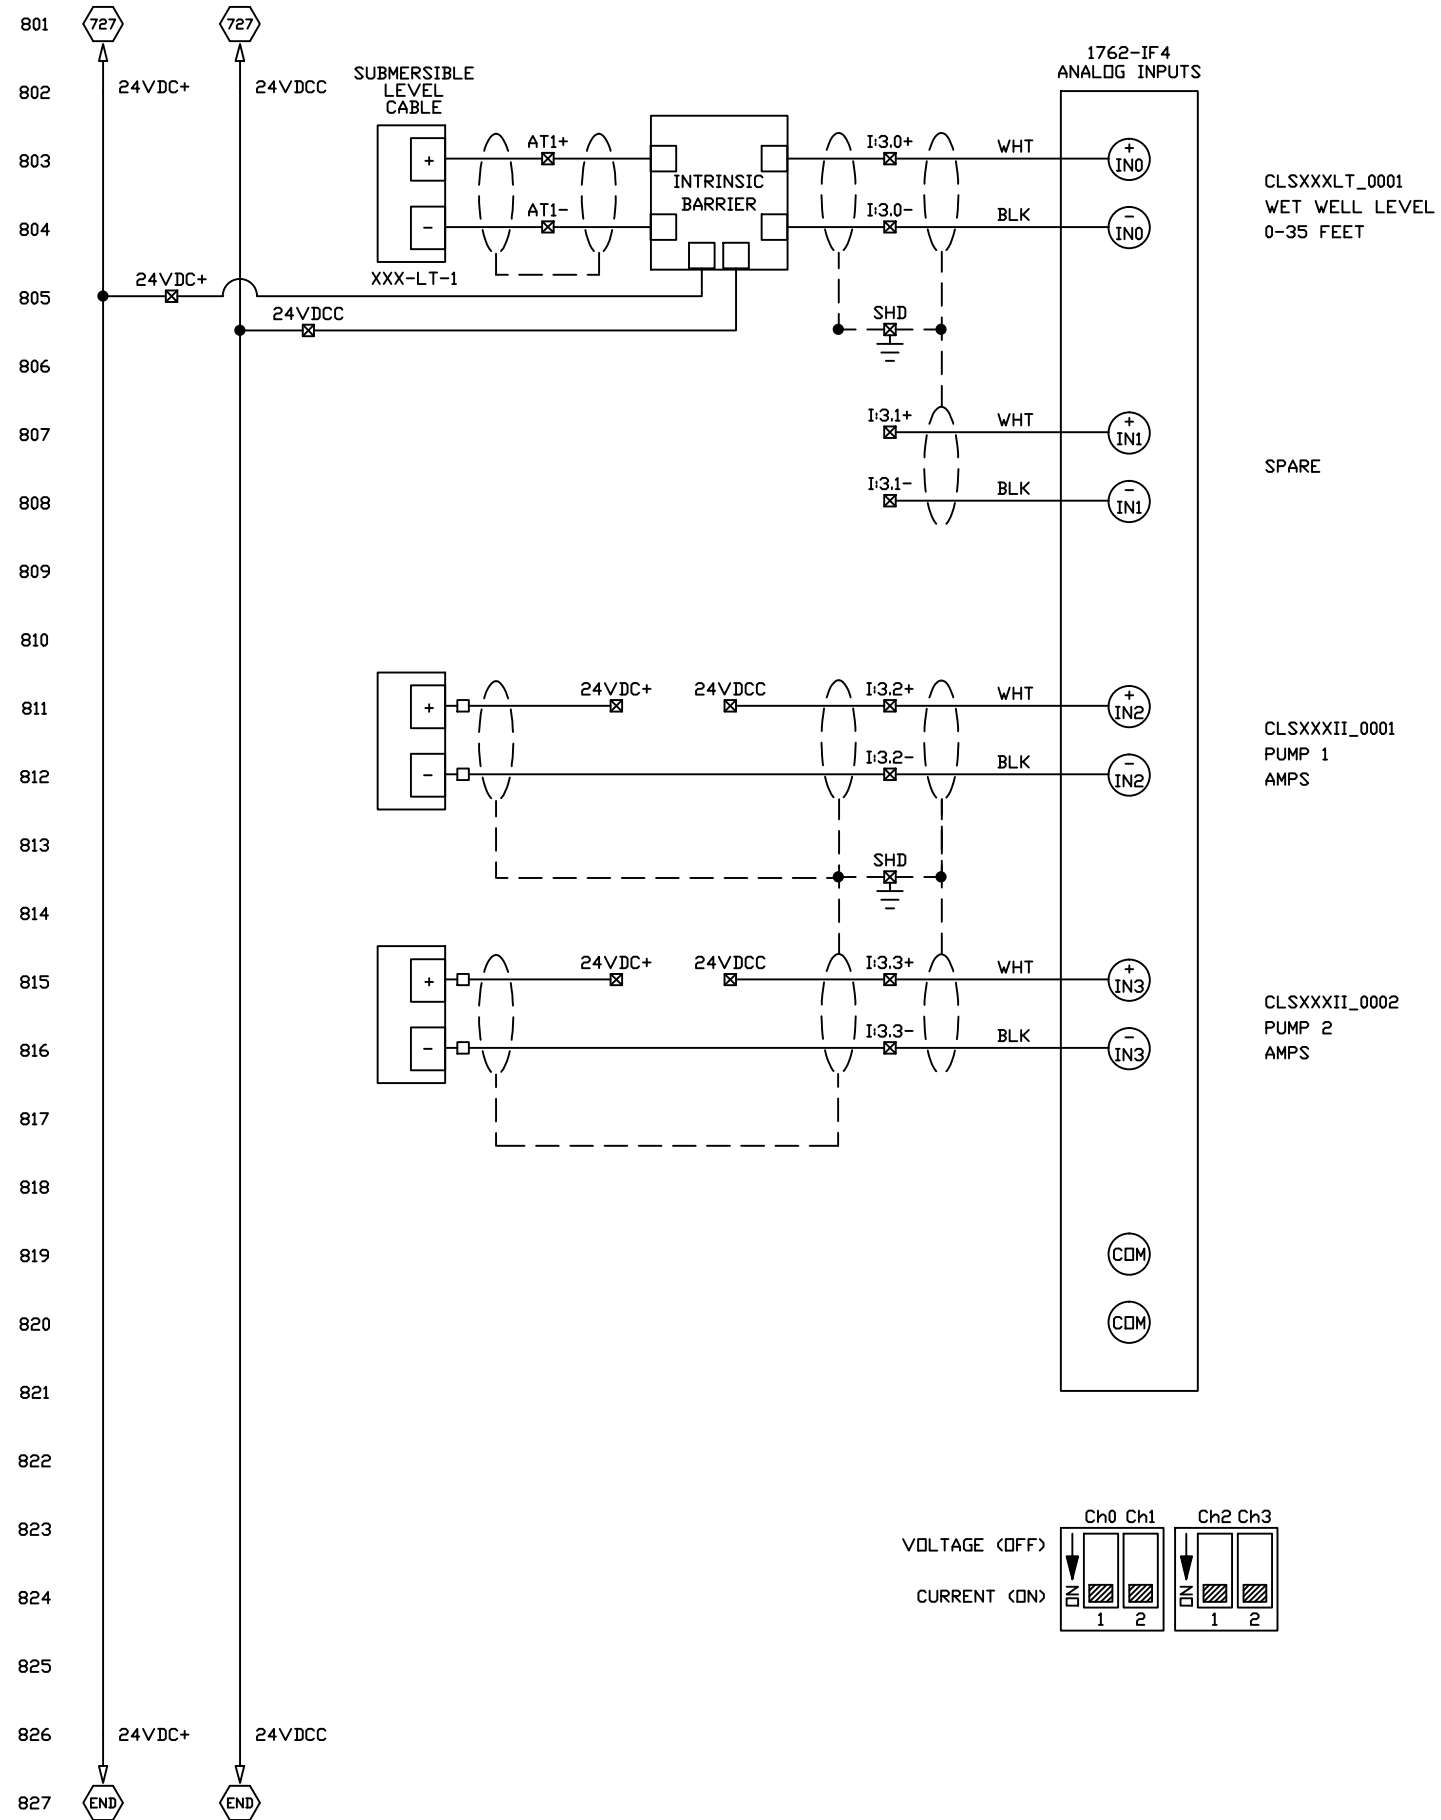 801 727 727
1762-IF4
ANALOG INPUTS
802 24VDC+ 24VDCC
SUBMERSIBLE
LEVEL
CABLE
803 + AT1+ I:3.0+ WHT + IN0
INTRINSIC
BARRIER
CLSXXXLT_0001
WET WELL LEVEL
0-35 FEET
804 - AT1- I:3.0- BLK - IN0
XXX-LT-1
805 24VDC+
24VDCC SHD
806
807 I:3.1+ WHT + IN1
SPARE
808 I:3.1- BLK - IN1
809
810
811 + 24VDC+ 24VDCC I:3.2+ WHT + IN2
CLSXXXII_0001
PUMP 1
AMPS
812 - I:3.2- BLK - IN2
813
SHD
814
815 + 24VDC+ 24VDCC I:3.3+ WHT + IN3
CLSXXXII_0002
PUMP 2
AMPS
816 - I:3.3- BLK - IN3
817
818
819 COM
820 COM
821
822
823 Ch0 Ch1 Ch2 Ch3
VOLTAGE (OFF)
824 CURRENT (ON) ON ON
1 2 1 2
825
826 24VDC+ 24VDCC
827 END END